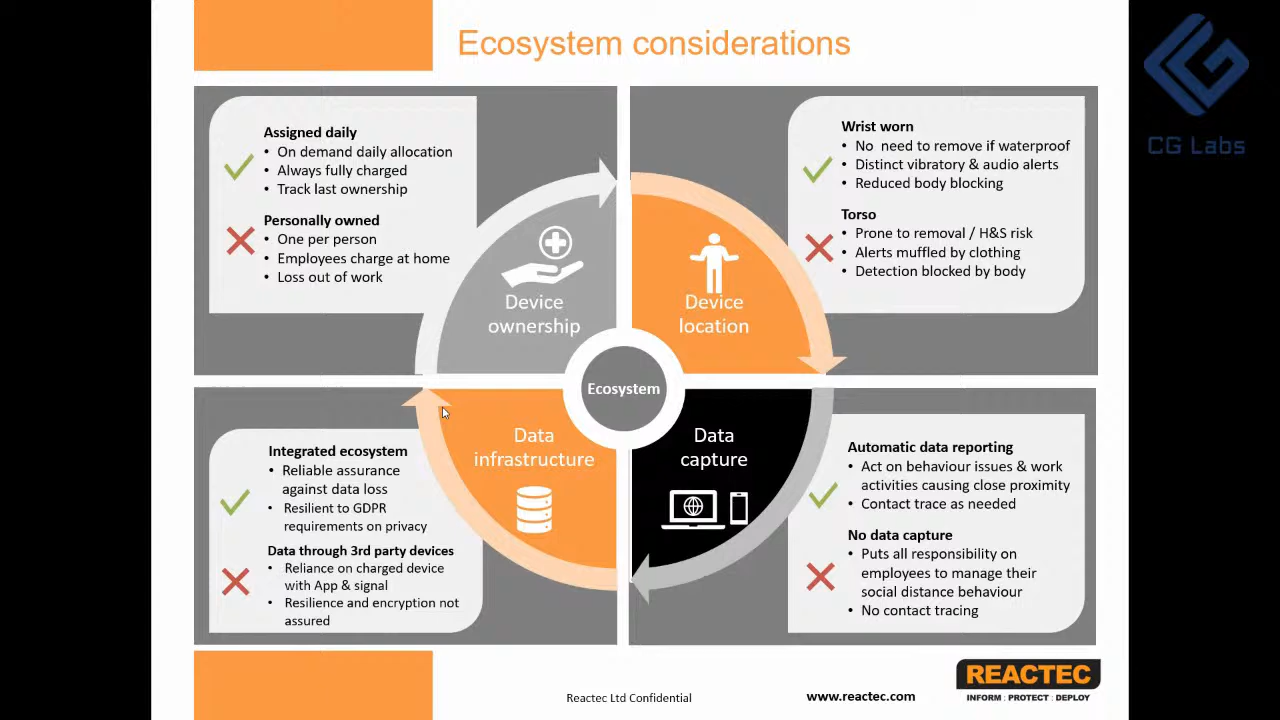 Ecosystem considerations
CG Labs
Assigned daily
• On demand daily allocation
• Always fully charged
• Track last ownership
Personally owned
• One per person
• Employees charge at home
• Loss out of work
Wrist worn
• No need to remove if waterproof
• Distinct vibratory & audio alerts
• Reduced body blocking
Torso
• Prone to removal / H&S risk
• Alerts muffled by clothing
• Detection blocked by body
Device
ownership
Device
location
Ecosystem
Data
infrastructure
Data
capture
Integrated ecosystem
• Reliable assurance
against data loss
• Resilient to GDPR
requirements on privacy
Data through 3rd party devices
• Reliance on charged device
with App & signal
• Resilience and encryption not
assured
Automatic data reporting
• Act on behaviour issues & work
activities causing close proximity
• Contact trace as needed
No data capture
• Puts all responsibility on
employees to manage their
social distance behaviour
• No contact tracing
Reactec Ltd Confidential
www.reactec.com
REACTEC
INFORM : PROTECT : DEPLOY